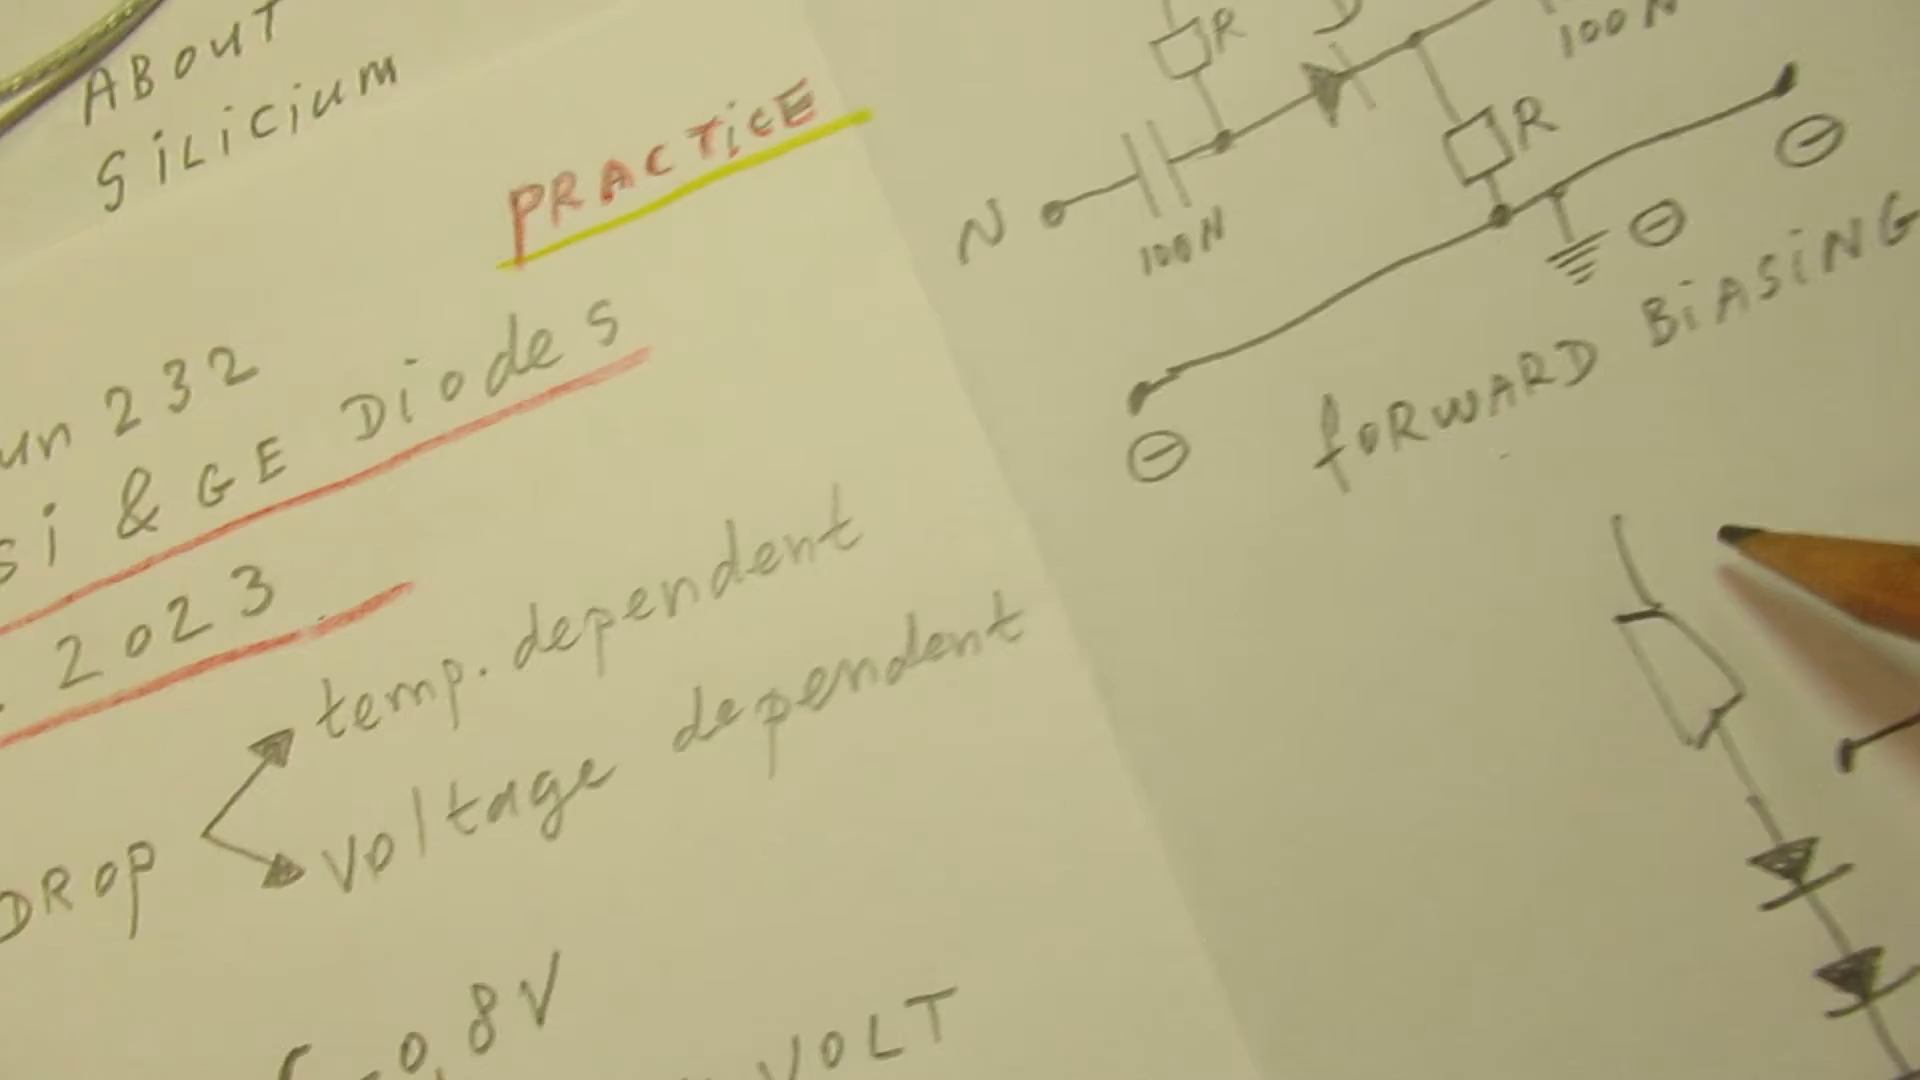 ABOUT
SiLiCiUM
PRACTiCE
un 232
Si & GE DiodeS
2023
DROP
temp. dependent
voltage dependent
0,8V
VOLT
R
D
100N
R
N
100N
FORWARD BiASiNG